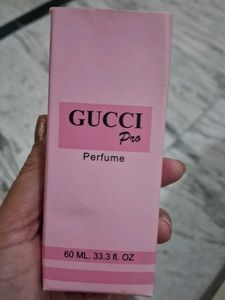 GUCCI
Pro
Perfume
60 ML. 33.3 fl. OZ